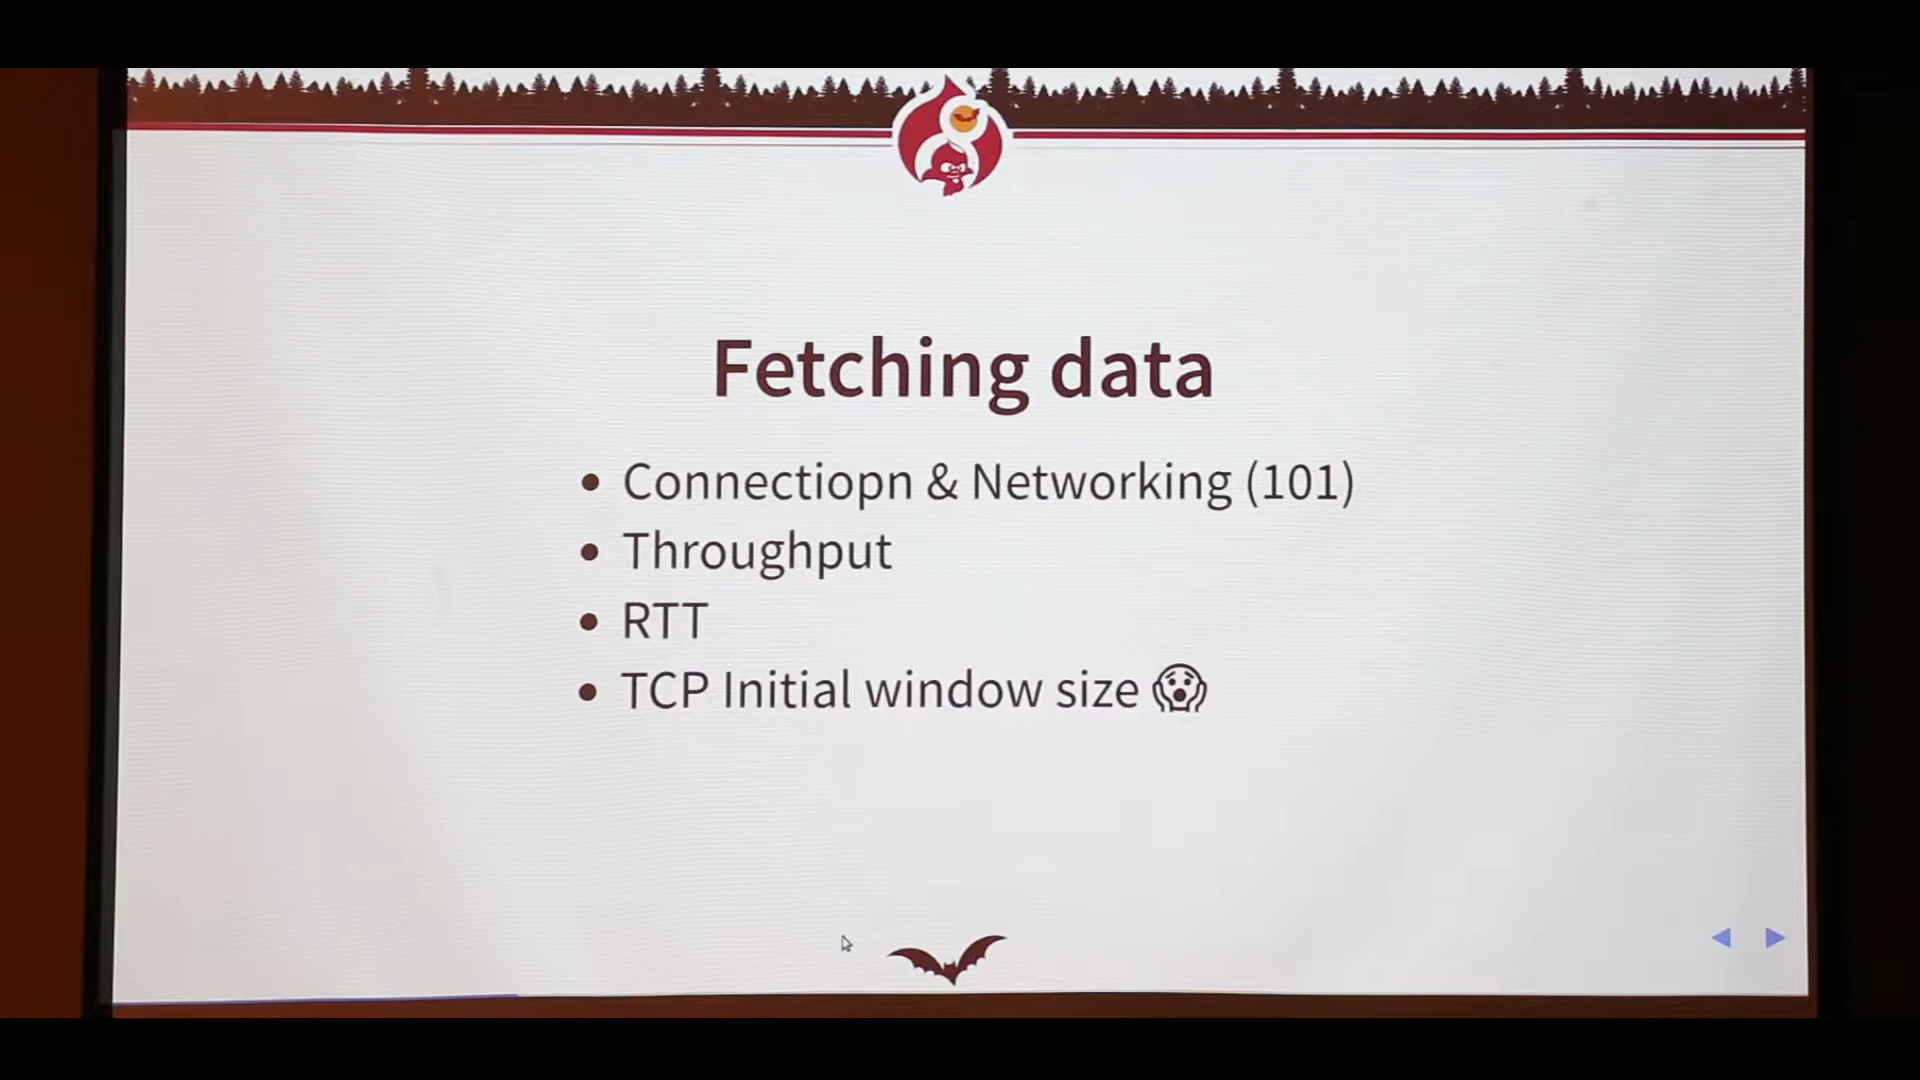 Fetching data
Connectiopn & Networking (101)
Throughput
RTT
TCP Initial window size 😱